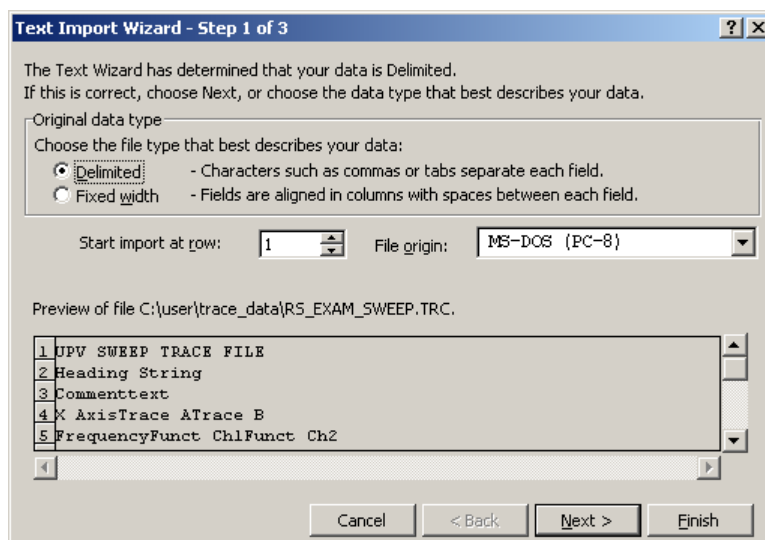 Text Import Wizard - Step 1 of 3
The Text Wizard has determined that your data is Delimited.
If this is correct, choose Next, or choose the data type that best describes your data.
Original data type
Choose the file type that best describes your data:
Delimited - Characters such as commas or tabs separate each field.
Fixed width - Fields are aligned in columns with spaces between each field.
Start import at row: 1 File origin: MS-DOS (PC-8)
Preview of file C:\user\trace_data\RS_EXAM_SWEEP.TRC.
1 UPV SWEEP TRACE FILE
2 Heading String
3 Commenttext
4 X AxisTrace ATrace B
5 FrequencyFunct Ch1Funct Ch2
Cancel < Back Next > Finish